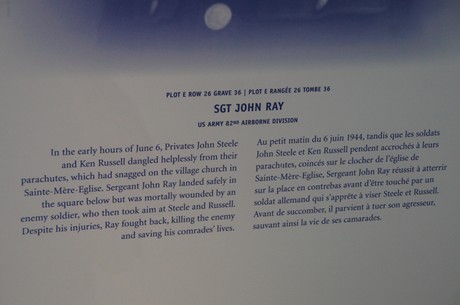 PLOT E ROW 26 GRAVE 36 | PLOT E RANGÉE 26 TOMBE 36
SGT JOHN RAY
US ARMY 82ND AIRBORNE DIVISION
In the early hours of June 6, Privates John Steele
and Ken Russell dangled helplessly from their
parachutes, which had snagged on the village church in
Sainte-Mère-Eglise. Sergeant John Ray landed safely in
the square below but was mortally wounded by an
enemy soldier, who then took aim at Steele and Russell.
Despite his injuries, Ray fought back, killing the enemy
and saving his comrades' lives.
Au petit matin du 6 juin 1944, tandis que les soldats
John Steele et Ken Russell pendent accrochés à leurs
parachutes, coincés sur le clocher de l'église de
Sainte-Mère-Eglise, Sergeant John Ray réussit à atterrir
sur la place en contrebas avant d'être touché par un
soldat allemand qui s'apprête à viser Steele et Russell.
Avant de succomber, il parvient à tuer son agresseur,
sauvant ainsi la vie de ses camarades.